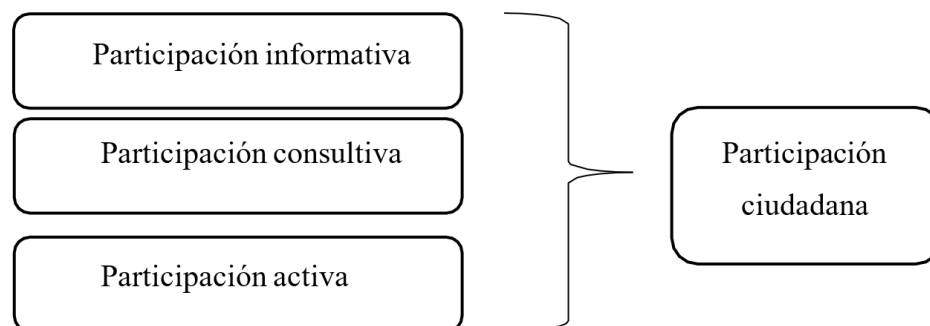 Participación informativa
Participación consultiva
Participación activa
Participación
ciudadana